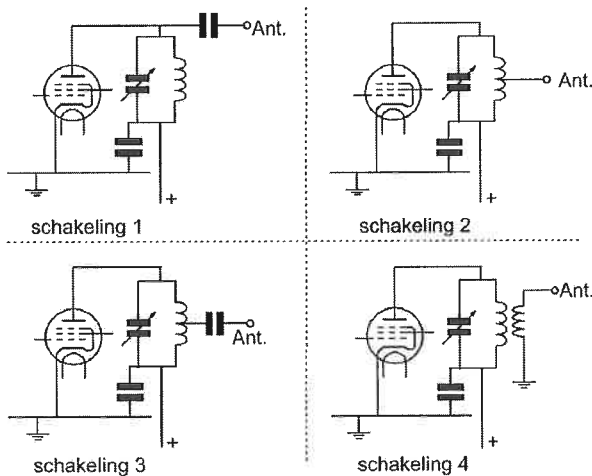 Ant.
+
schakeling 1
Ant.
+
schakeling 2
Ant.
+
schakeling 3
Ant.
+
schakeling 4